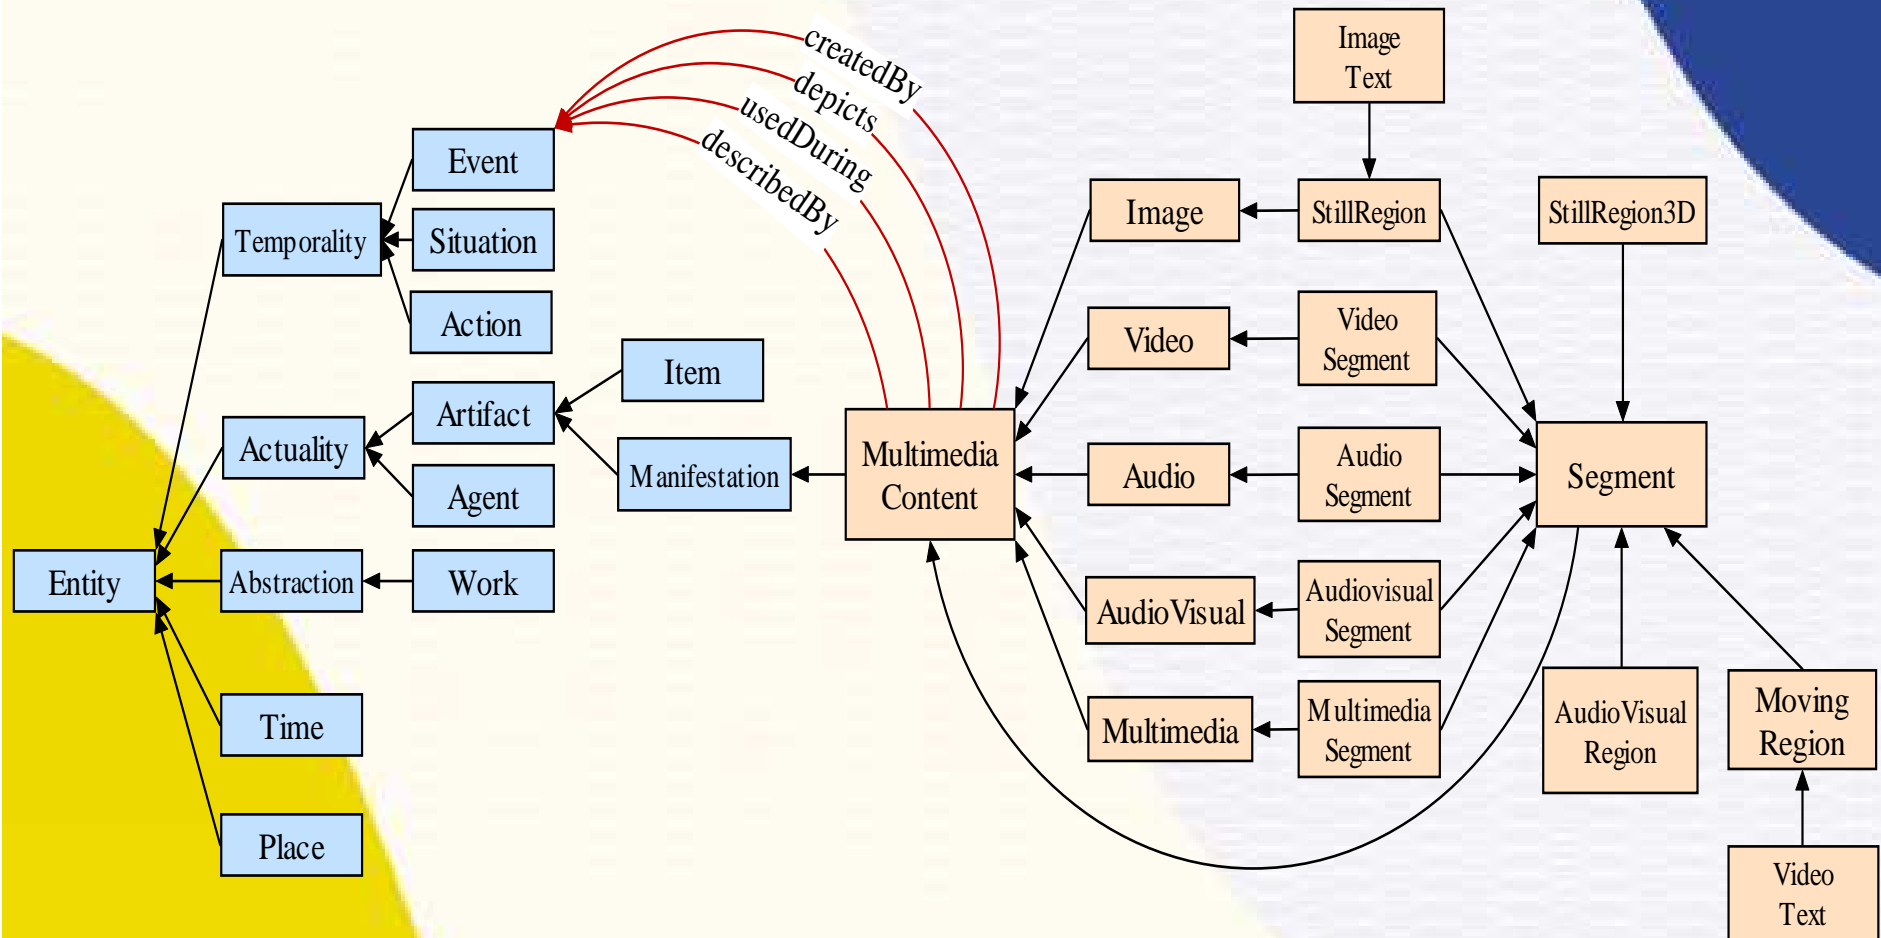 createdBy
depicts
usedDuring
describedBy
Image
Text
Event
Temporality
Situation
Action
Image
StillRegion
StillRegion3D
Item
Video
Video
Segment
Artifact
Actuality
Manifestation
Agent
Multimedia
Content
Audio
Audio
Segment
Segment
Entity
Abstraction
Work
AudioVisual
Audiovisual
Segment
Time
Multimedia
Multimedia
Segment
AudioVisual
Region
Moving
Region
Place
Video
Text